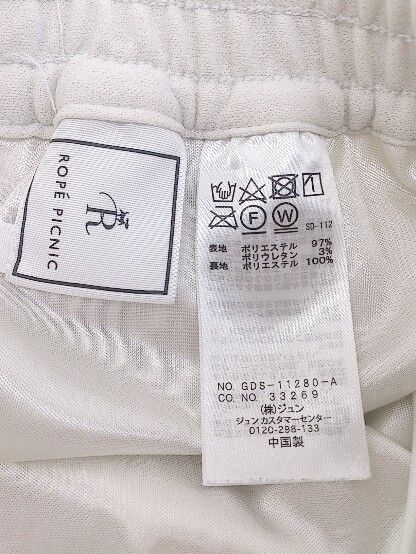 ROPÉ PICNIC
R
F W SD-112
表地 ポリエステル 97%
ポリウレタン 3%
裏地 ポリエステル 100%
NO. GDS-11280-A
CO. NO 33269
(株)ジュン
ジュンカスタマーセンター
0120-298-133
中国製